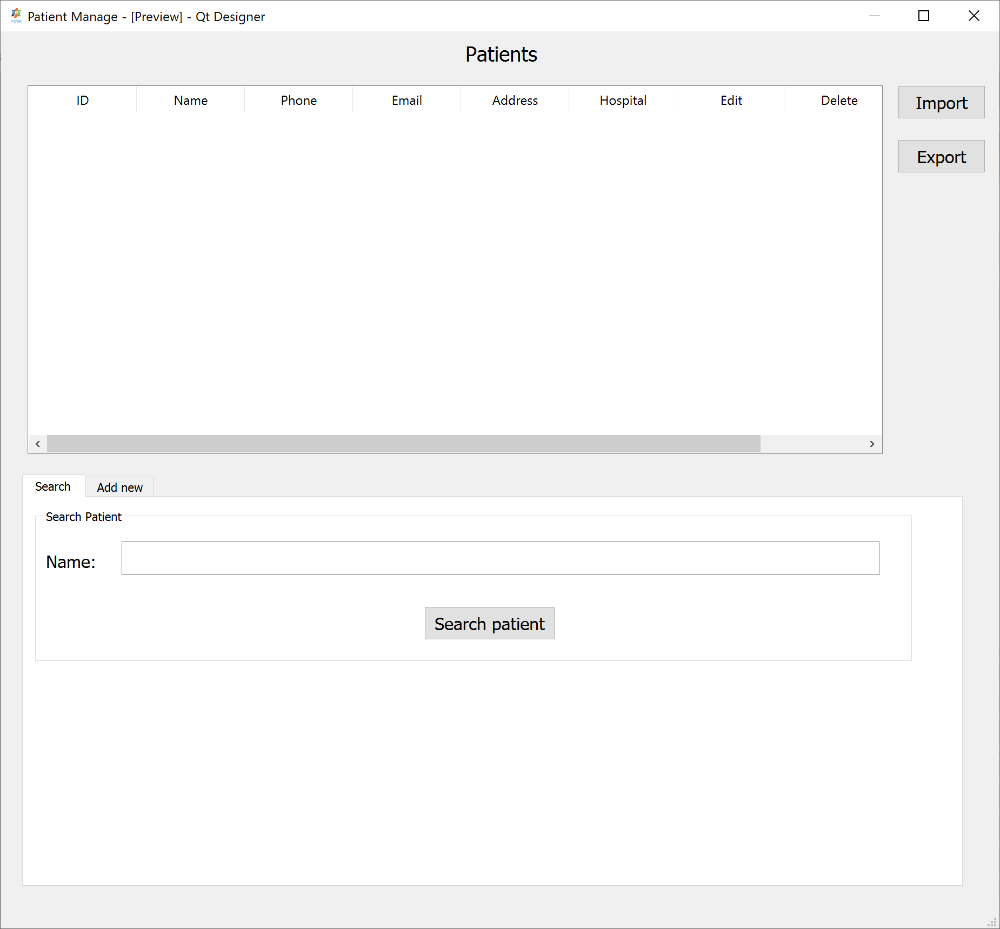 Patient Manage - [Preview] - Qt Designer
Patients
ID Name Phone Email Address Hospital Edit Delete
Import
Export
Search Add new
Search Patient
Name:
Search patient